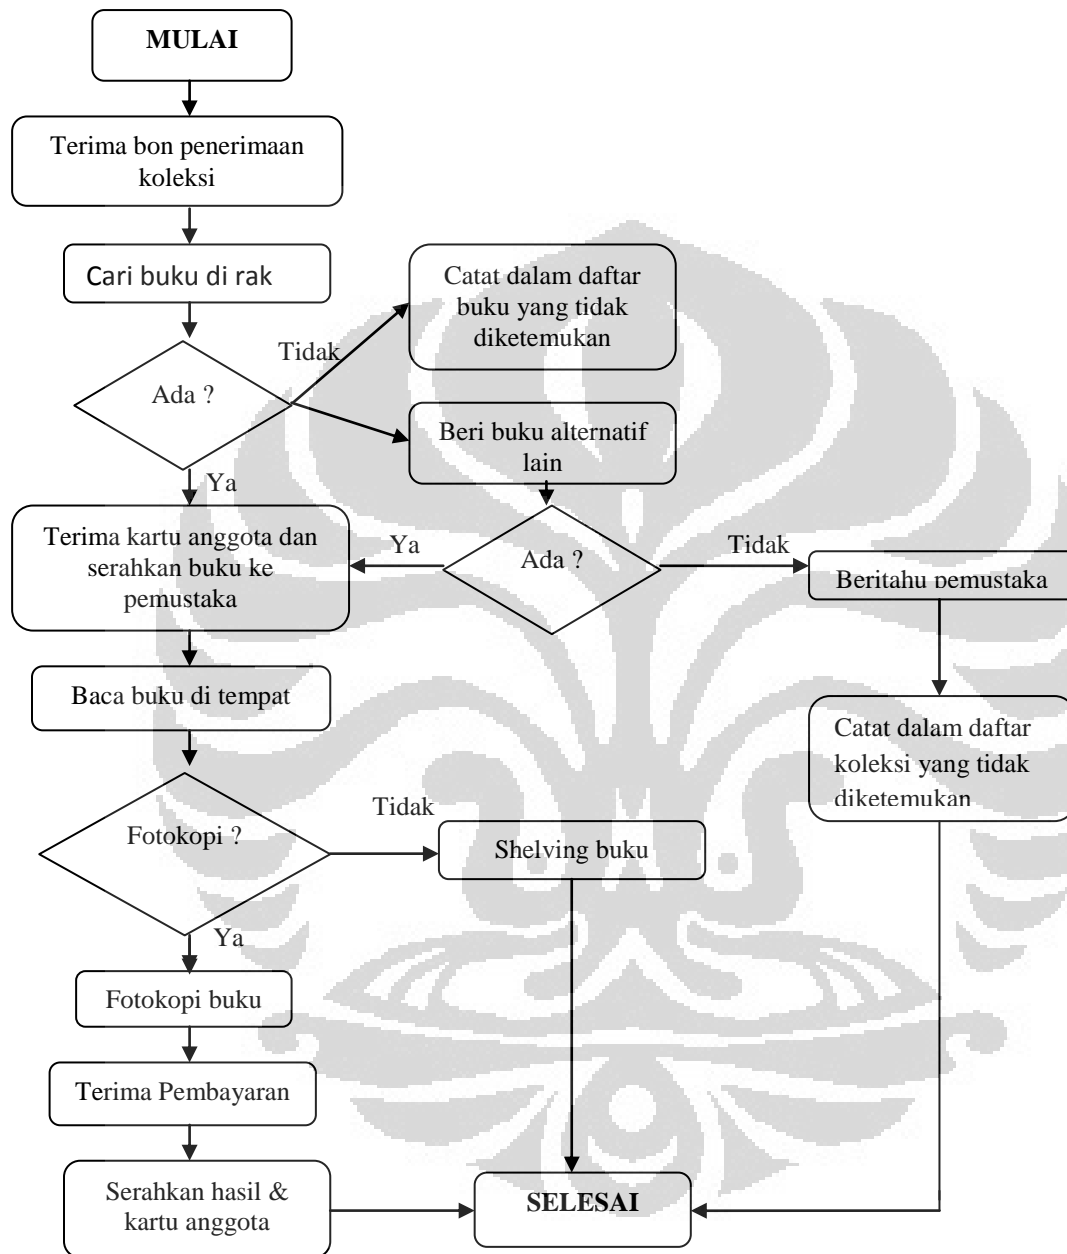 MULAI
Terima bon penerimaan
koleksi
Cari buku di rak
Catat dalam daftar
buku yang tidak
diketemukan
Tidak
Ada ?
Beri buku alternatif
lain
Ya
Terima kartu anggota dan
serahkan buku ke
pemustaka
Ya
Ada ?
Tidak
Beritahu pemustaka
Baca buku di tempat
Catat dalam daftar
koleksi yang tidak
diketemukan
Tidak
Fotokopi ?
Shelving buku
Ya
Fotokopi buku
Terima Pembayaran
Serahkan hasil &
kartu anggota
SELESAI